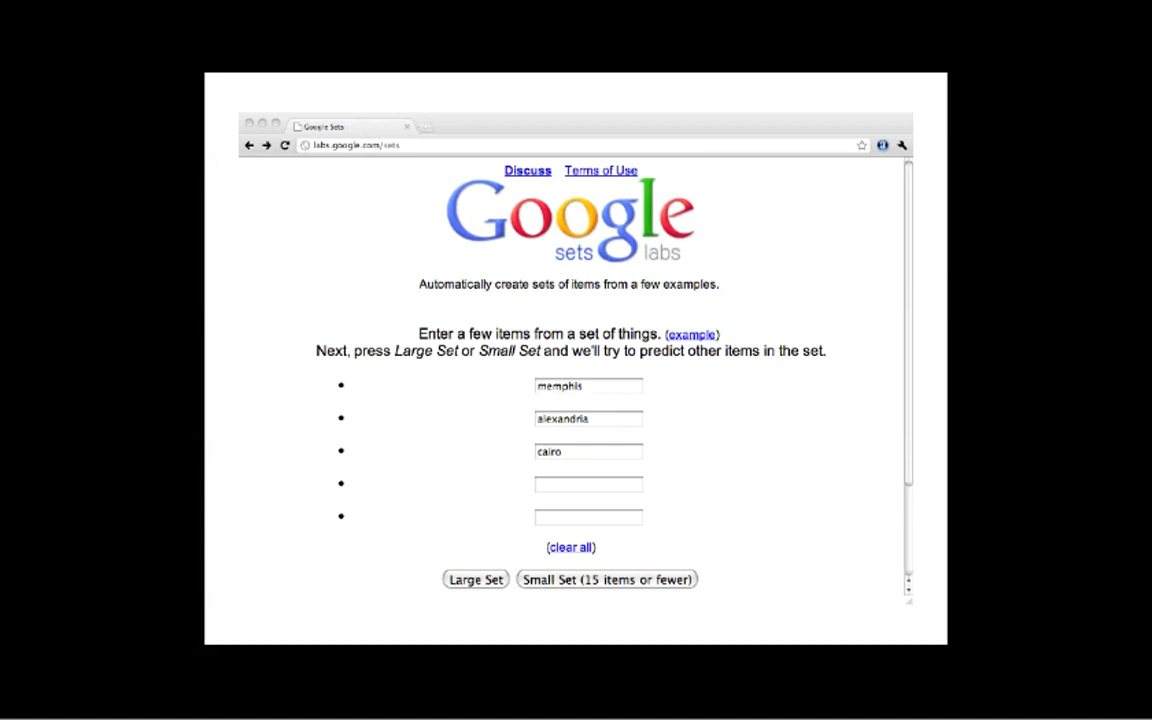 Google Sets
labs.google.com/sets
Discuss Terms of Use
Google
sets labs
Automatically create sets of items from a few examples.
Enter a few items from a set of things. (example)
Next, press Large Set or Small Set and we'll try to predict other items in the set.
memphis
alexandria
cairo
(clear all)
Large Set Small Set (15 items or fewer)